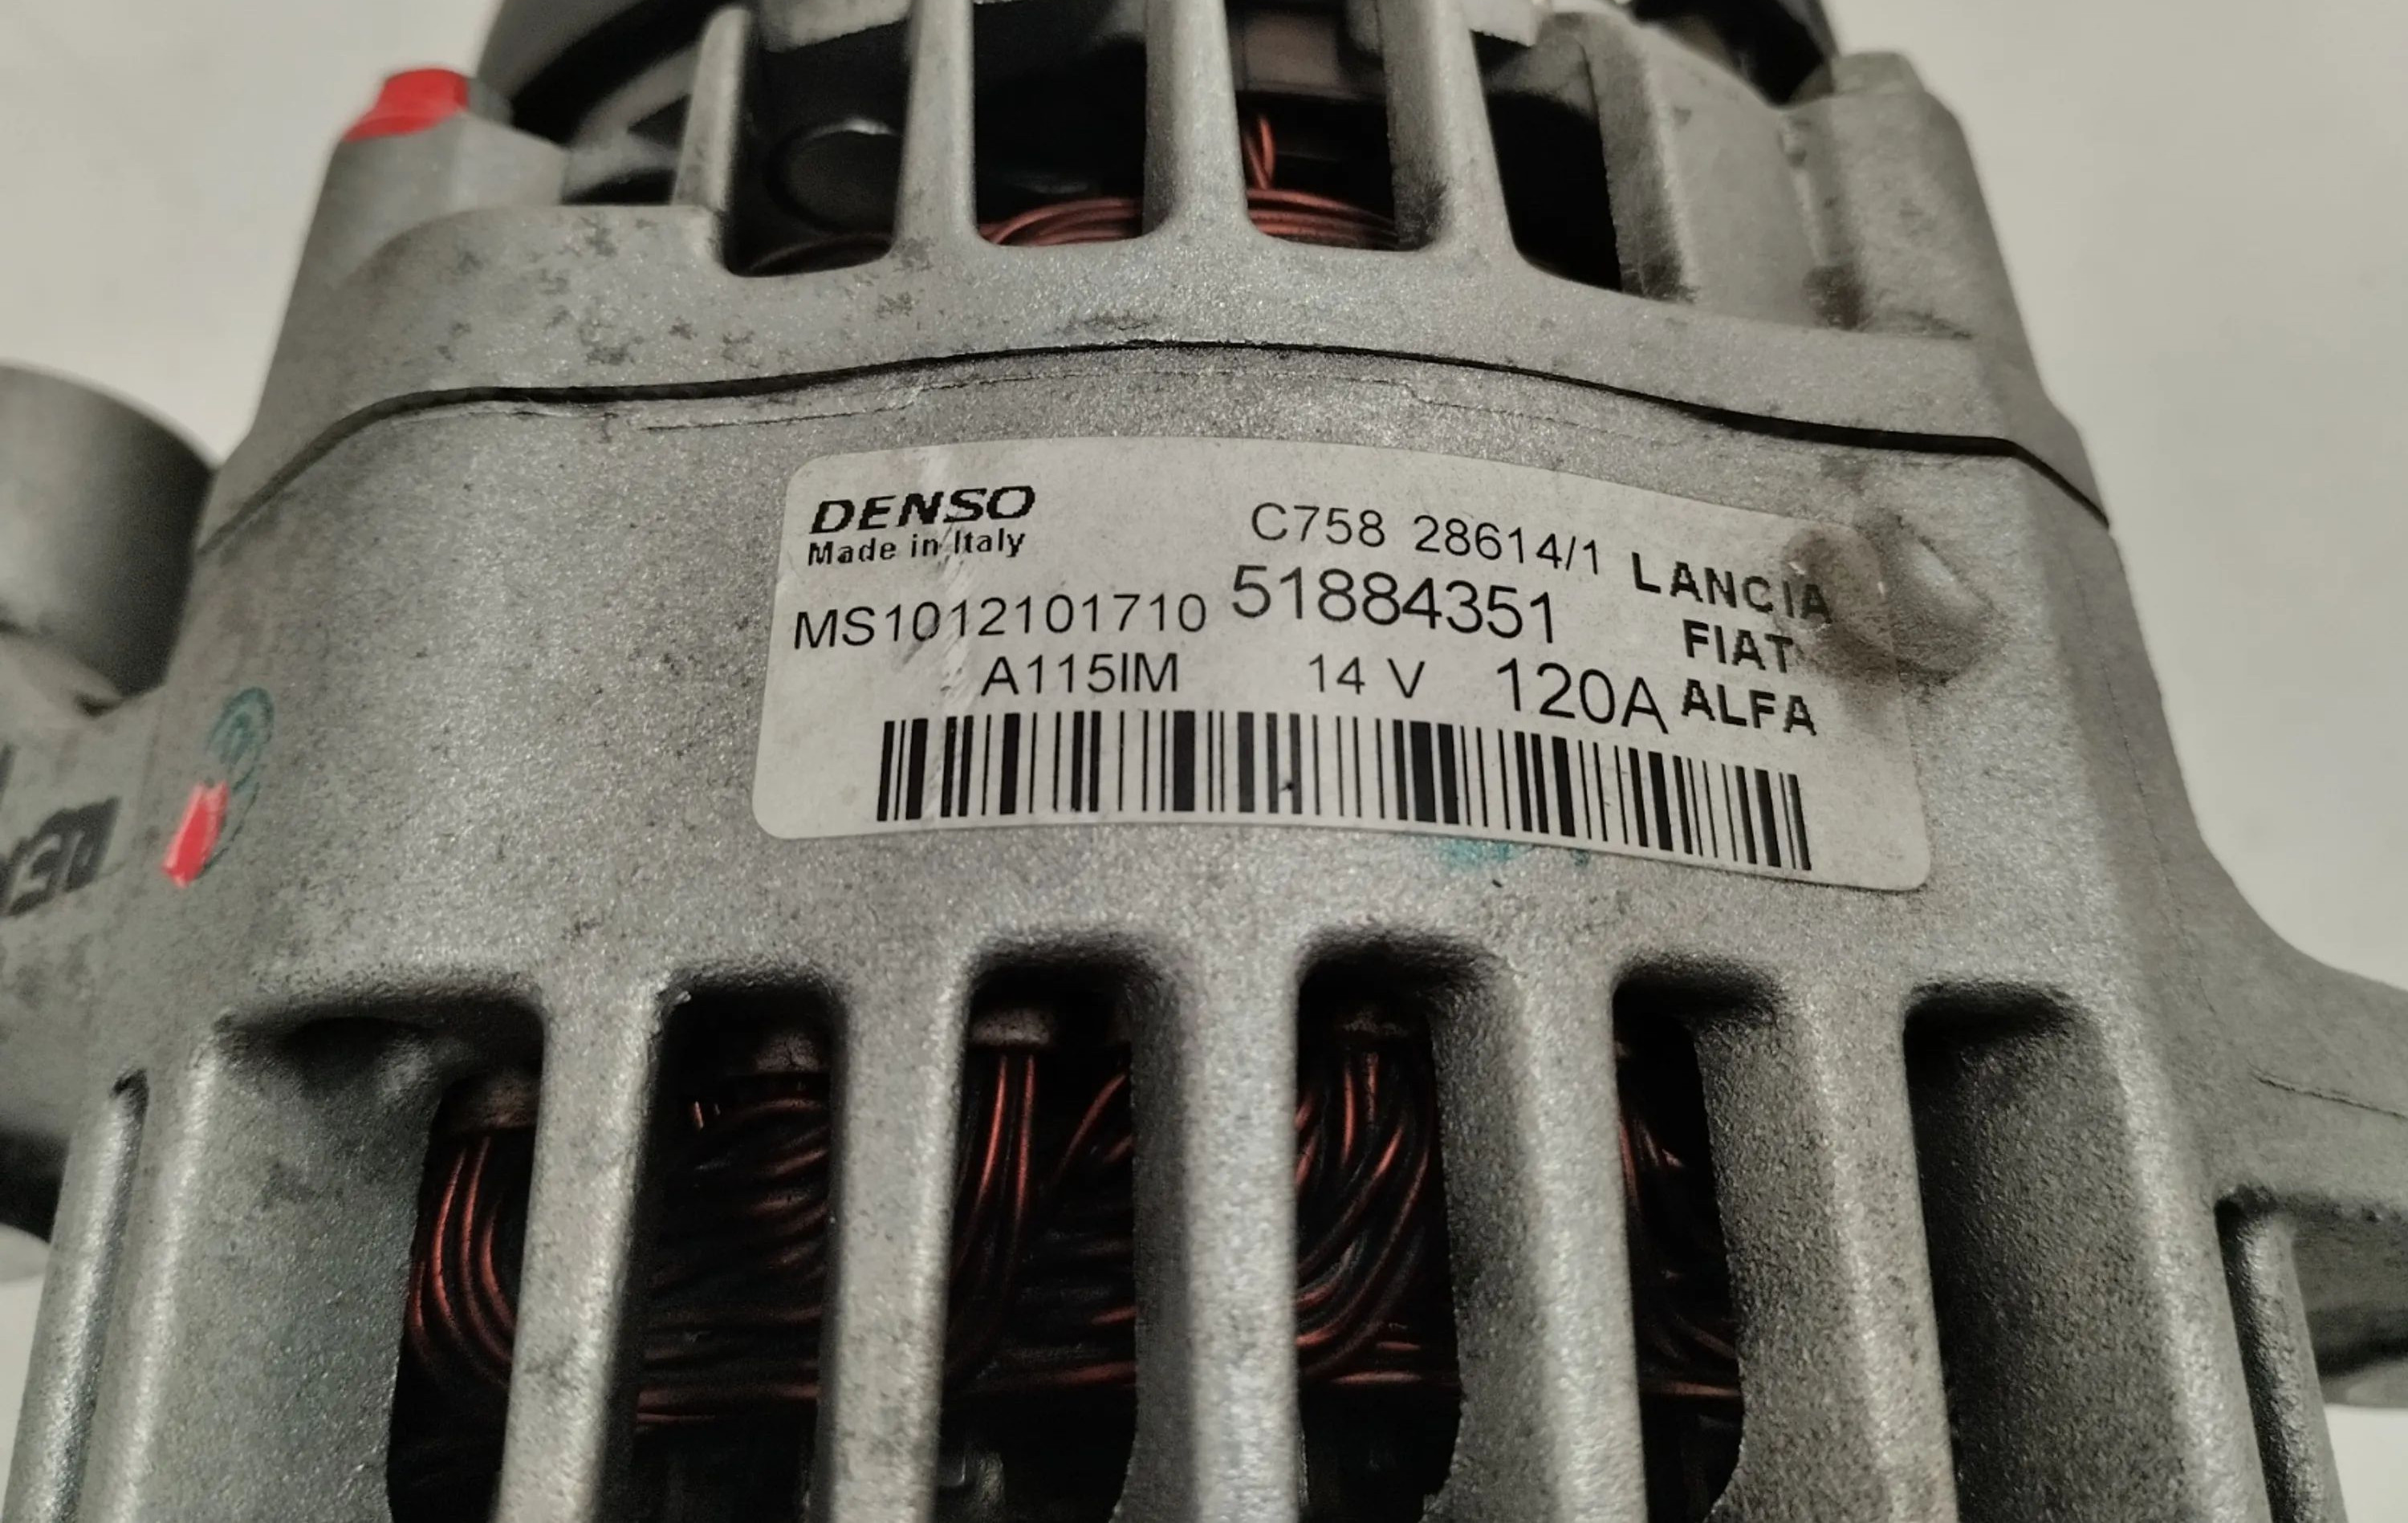 DENSO
Made in Italy
C758 28614/1
MS1012101710 51884351
LANCIA
FIAT
ALFA
A115IM 14 V 120A